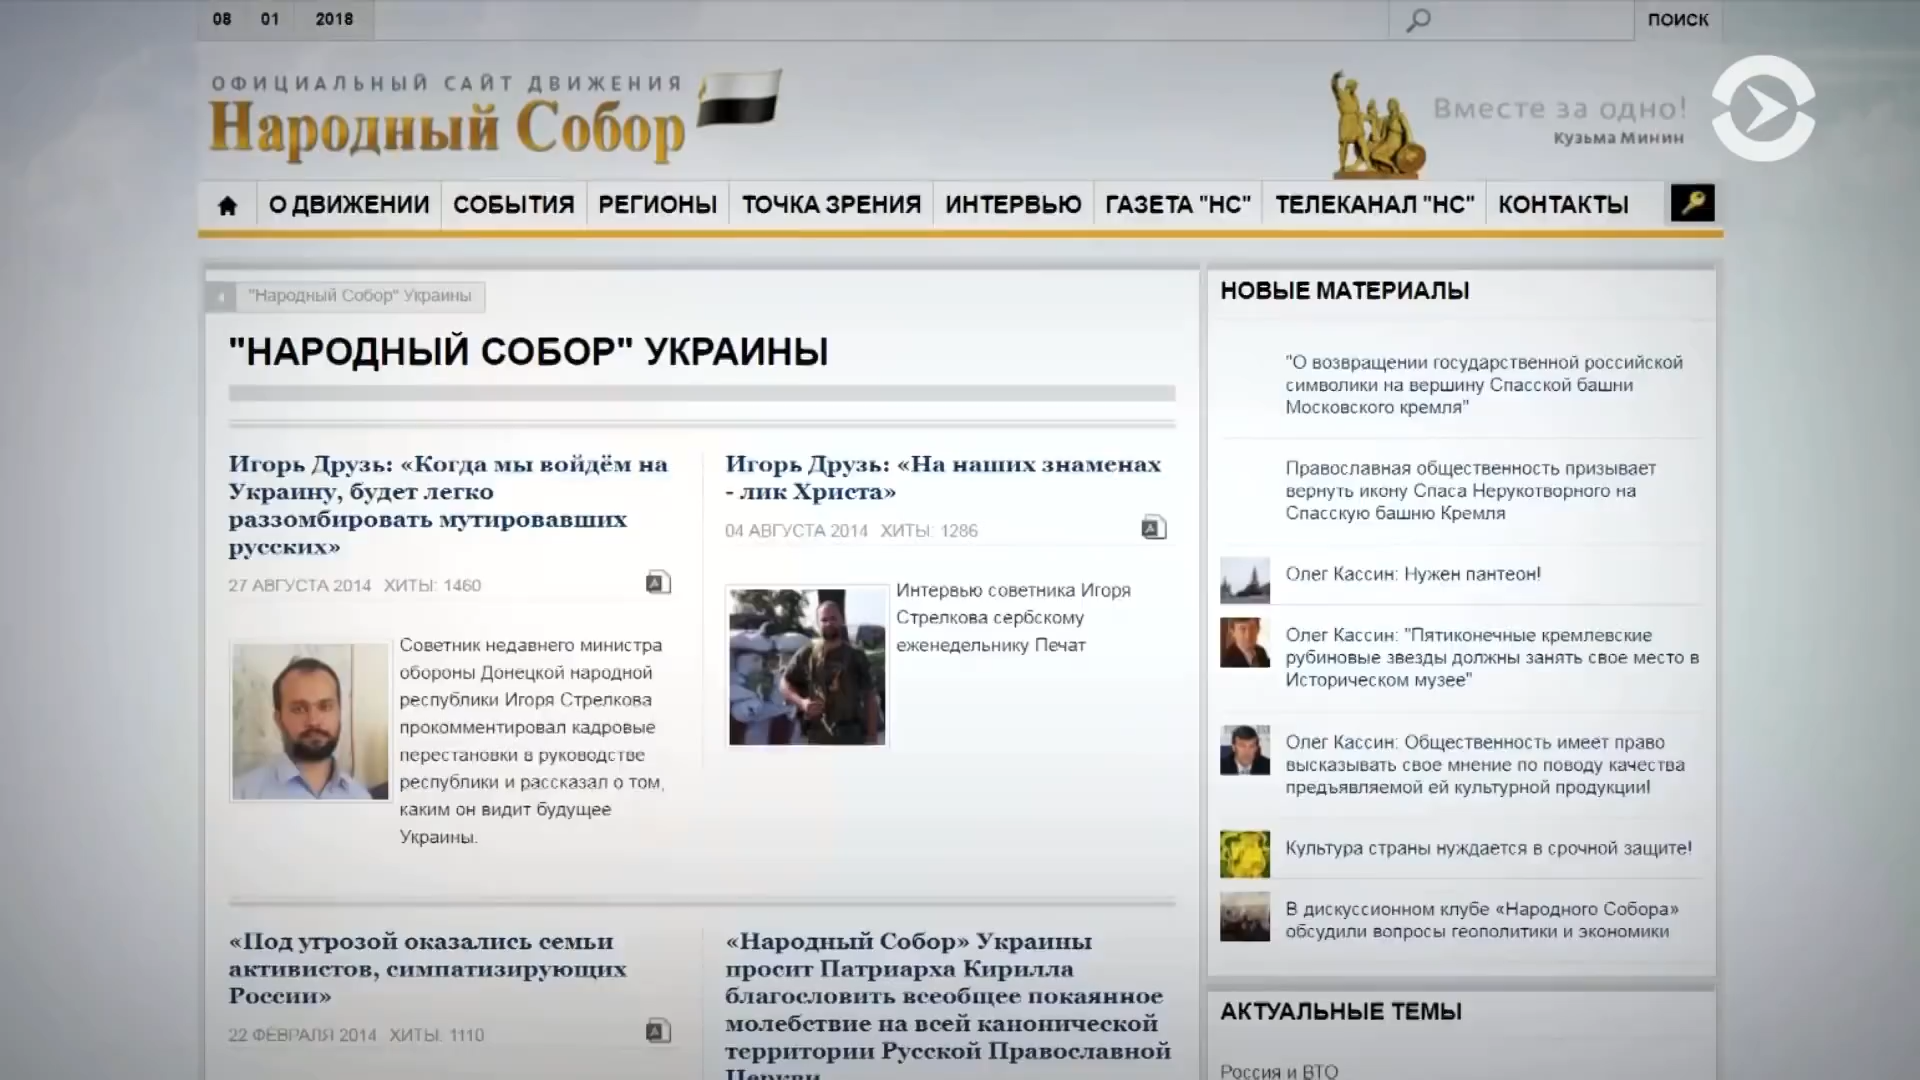 08 01 2018
ПОИСК
ОФИЦИАЛЬНЫЙ САЙТ ДВИЖЕНИЯ
Народный Собор
Вместе за одно!
Кузьма Минин
О ДВИЖЕНИИ СОБЫТИЯ РЕГИОНЫ ТОЧКА ЗРЕНИЯ ИНТЕРВЬЮ ГАЗЕТА "НС" ТЕЛЕКАНАЛ "НС" КОНТАКТЫ
"Народный Собор" Украины
"НАРОДНЫЙ СОБОР" УКРАИНЫ
Игорь Друзь: «Когда мы войдём на
Украину, будет легко
раззомбировать мутировавших
русских»
27 АВГУСТА 2014 ХИТЫ: 1460
Советник недавнего министра
обороны Донецкой народной
республики Игоря Стрелкова
прокомментировал кадровые
перестановки в руководстве
республики и рассказал о том,
каким он видит будущее
Украины.
Игорь Друзь: «На наших знаменах
- лик Христа»
04 АВГУСТА 2014 ХИТЫ: 1286
Интервью советника Игоря
Стрелкова сербскому
еженедельнику Печат
«Под угрозой оказались семьи
активистов, симпатизирующих
России»
22 ФЕВРАЛЯ 2014 ХИТЫ: 1110
«Народный Собор» Украины
просит Патриарха Кирилла
благословить всеобщее покаянное
молебствие на всей канонической
территории Русской Православной
Церкви
НОВЫЕ МАТЕРИАЛЫ
"О возвращении государственной российской
символики на вершину Спасской башни
Московского кремля"
Православная общественность призывает
вернуть икону Спаса Нерукотворного на
Спасскую башню Кремля
Олег Кассин: Нужен пантеон!
Олег Кассин: "Пятиконечные кремлевские
рубиновые звезды должны занять свое место в
Историческом музее"
Олег Кассин: Общественность имеет право
высказывать свое мнение по поводу качества
предъявляемой ей культурной продукции!
Культура страны нуждается в срочной защите!
В дискуссионном клубе «Народного Собора»
обсудили вопросы геополитики и экономики
АКТУАЛЬНЫЕ ТЕМЫ
Россия и ВТО